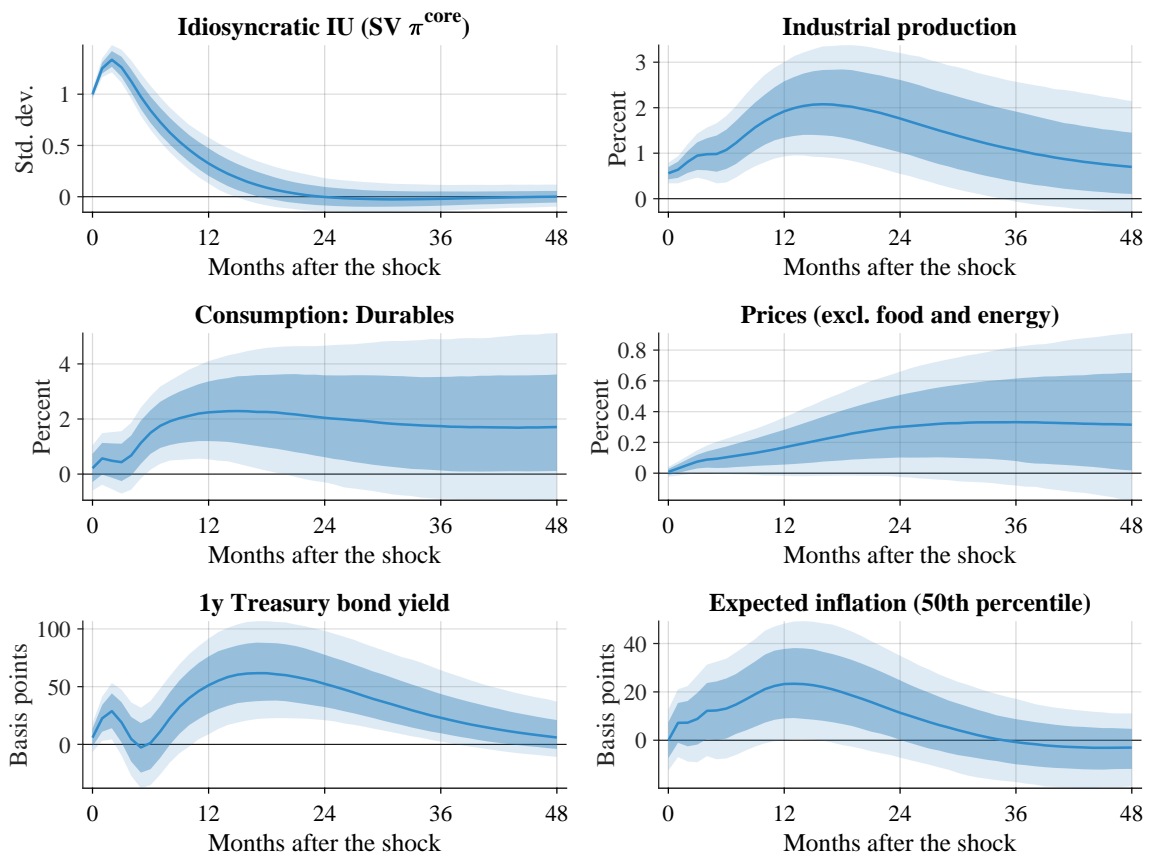 Idiosyncratic IU (SV π^core)
Std. dev.
1
0.5
0
0 12 24 36 48
Months after the shock
Industrial production
Percent
3
2
1
0
0 12 24 36 48
Months after the shock
Consumption: Durables
Percent
4
2
0
0 12 24 36 48
Months after the shock
Prices (excl. food and energy)
Percent
0.8
0.6
0.4
0.2
0
0 12 24 36 48
Months after the shock
1y Treasury bond yield
Basis points
100
50
0
0 12 24 36 48
Months after the shock
Expected inflation (50th percentile)
Basis points
40
20
0
0 12 24 36 48
Months after the shock